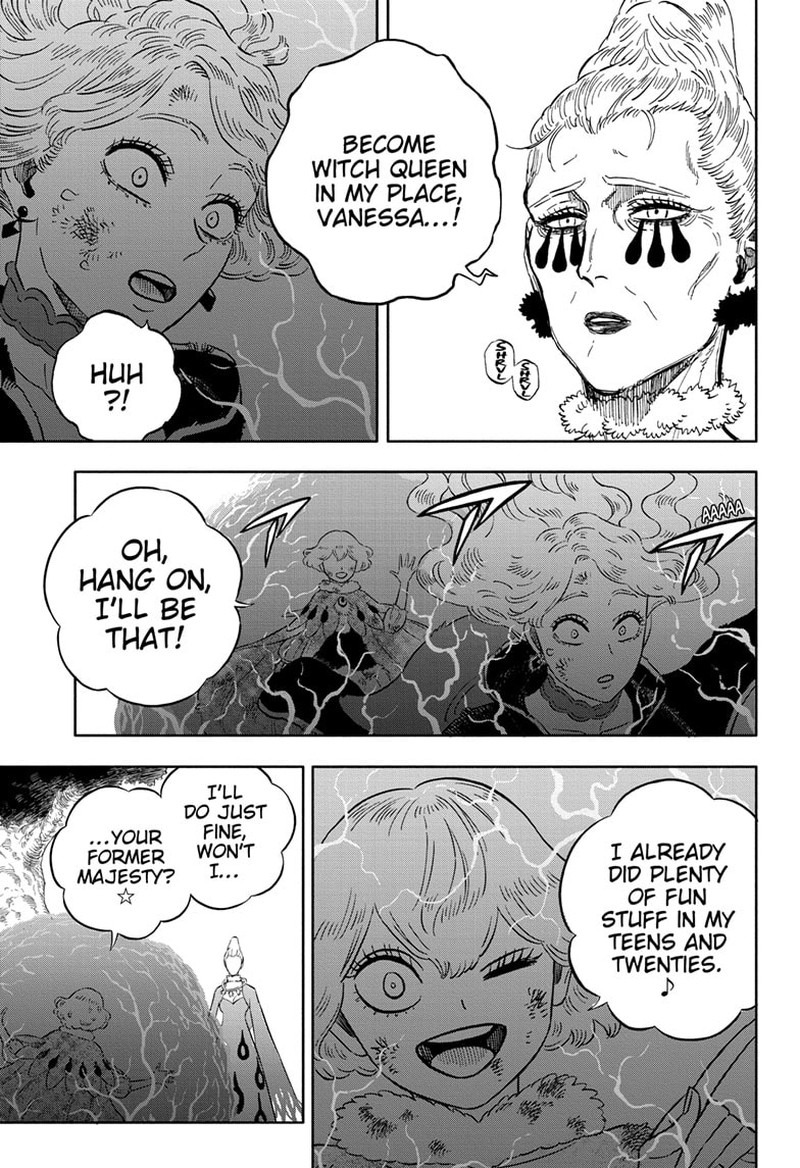 BECOME
WITCH QUEEN
IN MY PLACE,
VANESSA...!
SHRVL
SHRVL
HUH
?!
AAAAA
OH,
HANG ON,
I'LL BE
THAT!
I ALREADY
DID PLENTY
OF FUN
STUFF IN MY
TEENS AND
TWENTIES.
♪
I'LL
DO JUST
FINE,
WON'T
I...
...YOUR
FORMER
MAJESTY?
☆